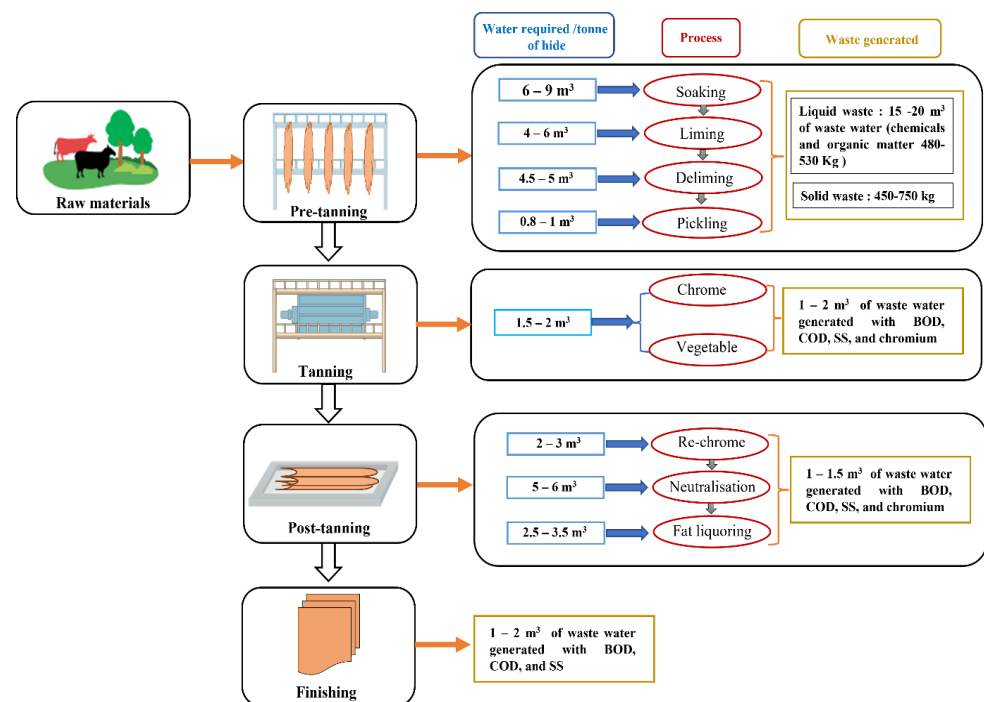 Water required /tonne
of hide
Process
Waste generated
Raw materials
Pre-tanning
6 – 9 m³
Soaking
4 – 6 m³
Liming
4.5 – 5 m³
Deliming
0.8 – 1 m³
Pickling
Liquid waste : 15 -20 m³
of waste water (chemicals
and organic matter 480-
530 Kg )
Solid waste : 450-750 kg
Tanning
1.5 – 2 m³
Chrome
Vegetable
1 – 2 m³ of waste water
generated with BOD,
COD, SS, and chromium
Post-tanning
2 – 3 m³
Re-chrome
5 – 6 m³
Neutralisation
2.5 – 3.5 m³
Fat liquoring
1 – 1.5 m³ of waste water
generated with BOD,
COD, SS, and chromium
Finishing
1 – 2 m³ of waste water
generated with BOD,
COD, and SS